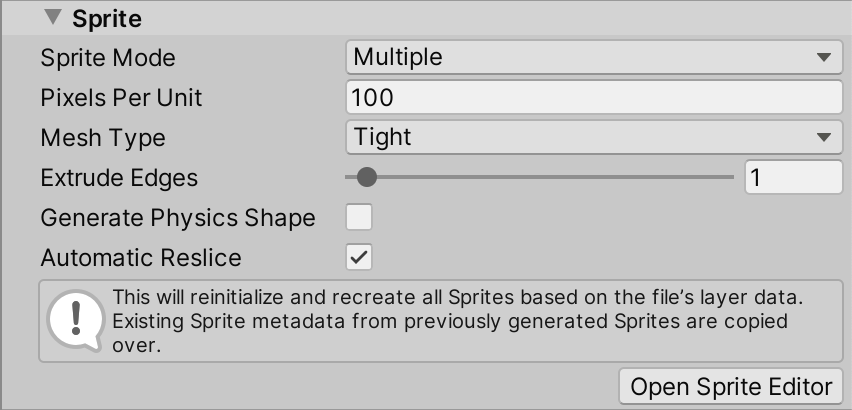 Sprite
Sprite Mode Multiple
Pixels Per Unit 100
Mesh Type Tight
Extrude Edges 1
Generate Physics Shape
Automatic Reslice
This will reinitialize and recreate all Sprites based on the file's layer data.
Existing Sprite metadata from previously generated Sprites are copied
over.
Open Sprite Editor